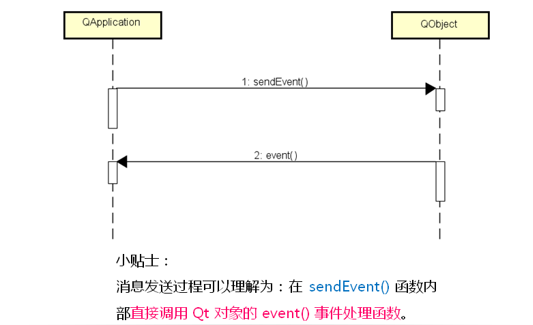 QApplication
QObject
1: sendEvent()
2: event()
小贴士：
消息发送过程可以理解为：在 sendEvent() 函数内
部直接调用 Qt 对象的 event() 事件处理函数。